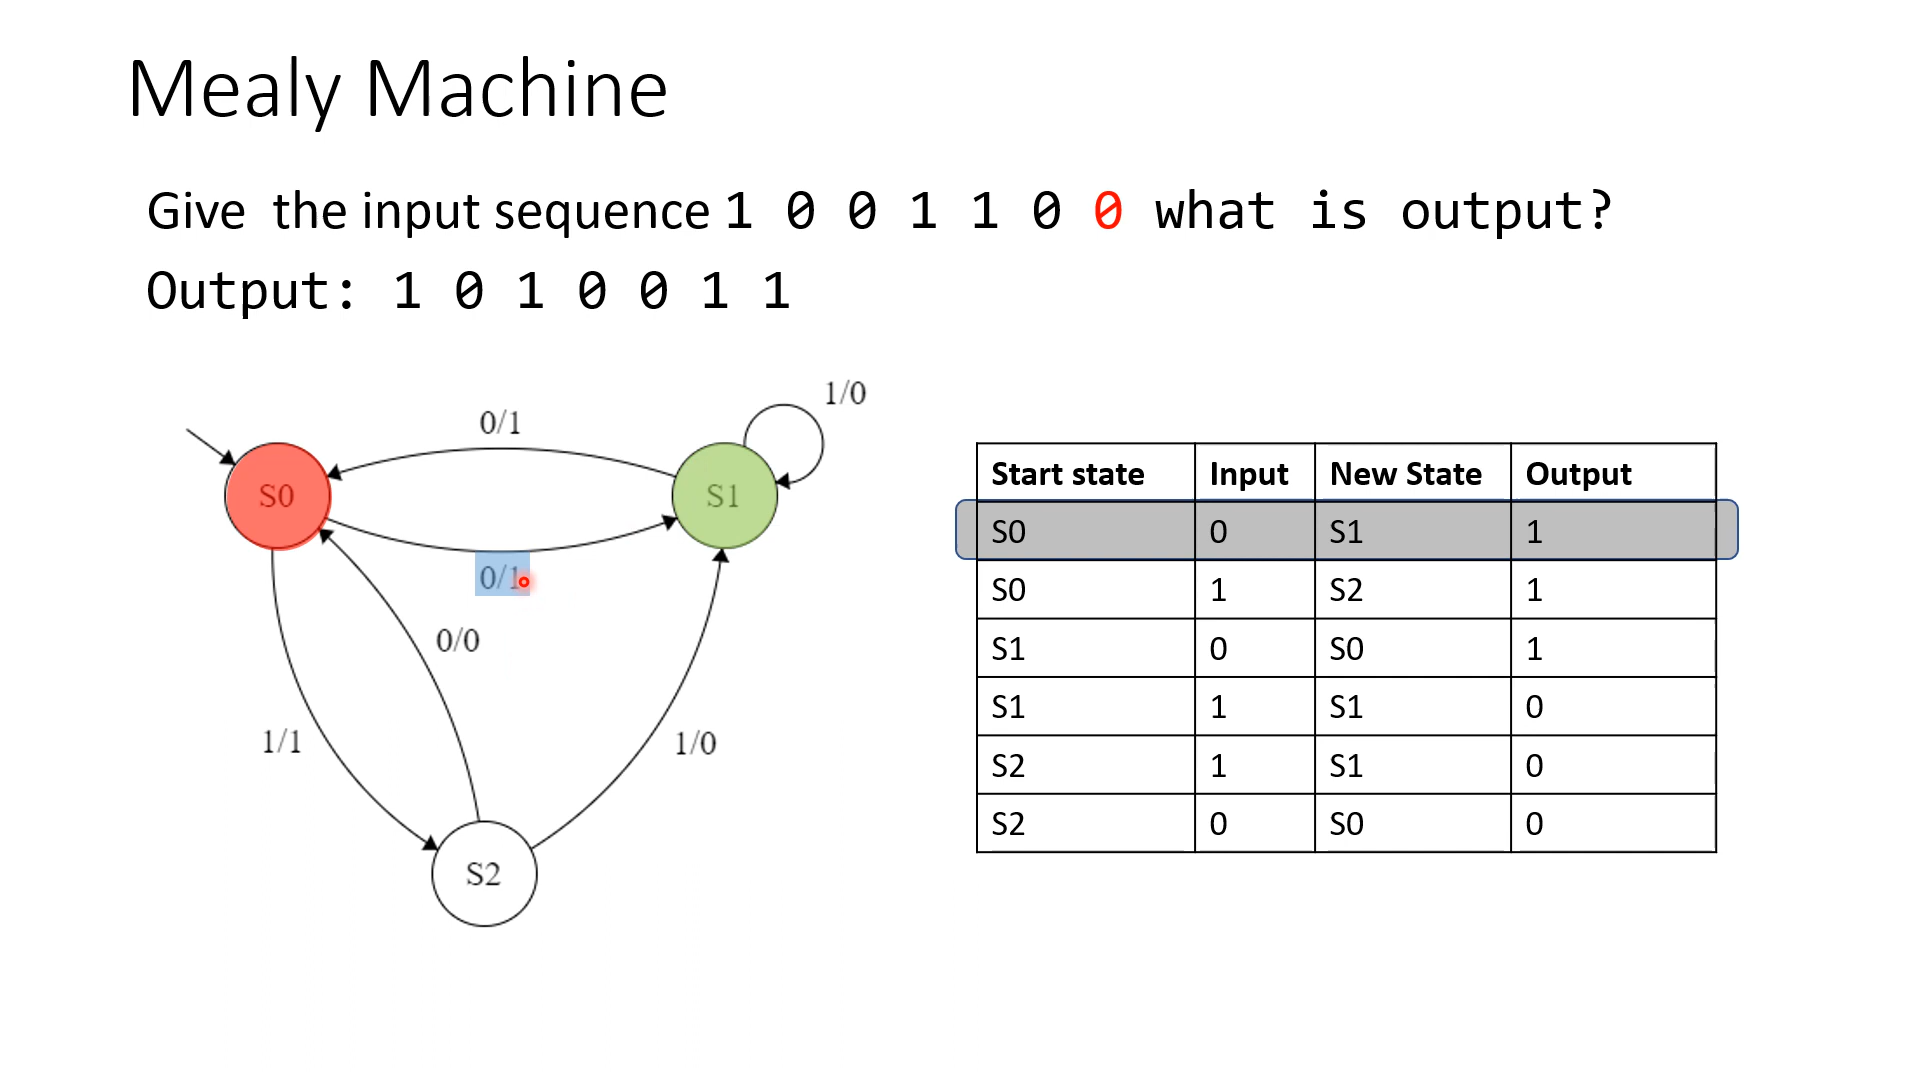 Mealy Machine
Give the input sequence 1 0 0 1 1 0 0 what is output?
Output: 1 0 1 0 0 1 1
1/0
0/1
S0
S1
0/1
0/0
1/1
1/0
S2
Start state Input New State Output
S0 0 S1 1
S0 1 S2 1
S1 0 S0 1
S1 1 S1 0
S2 1 S1 0
S2 0 S0 0